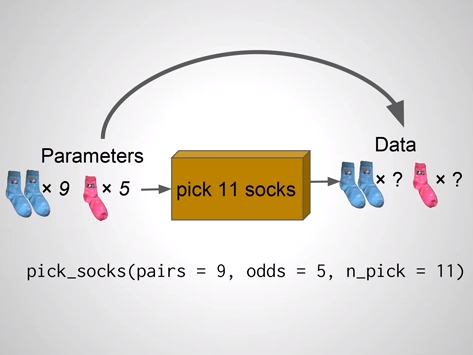 Parameters
Data
× 9
× 5
pick 11 socks
× ?
× ?
pick_socks(pairs = 9, odds = 5, n_pick = 11)